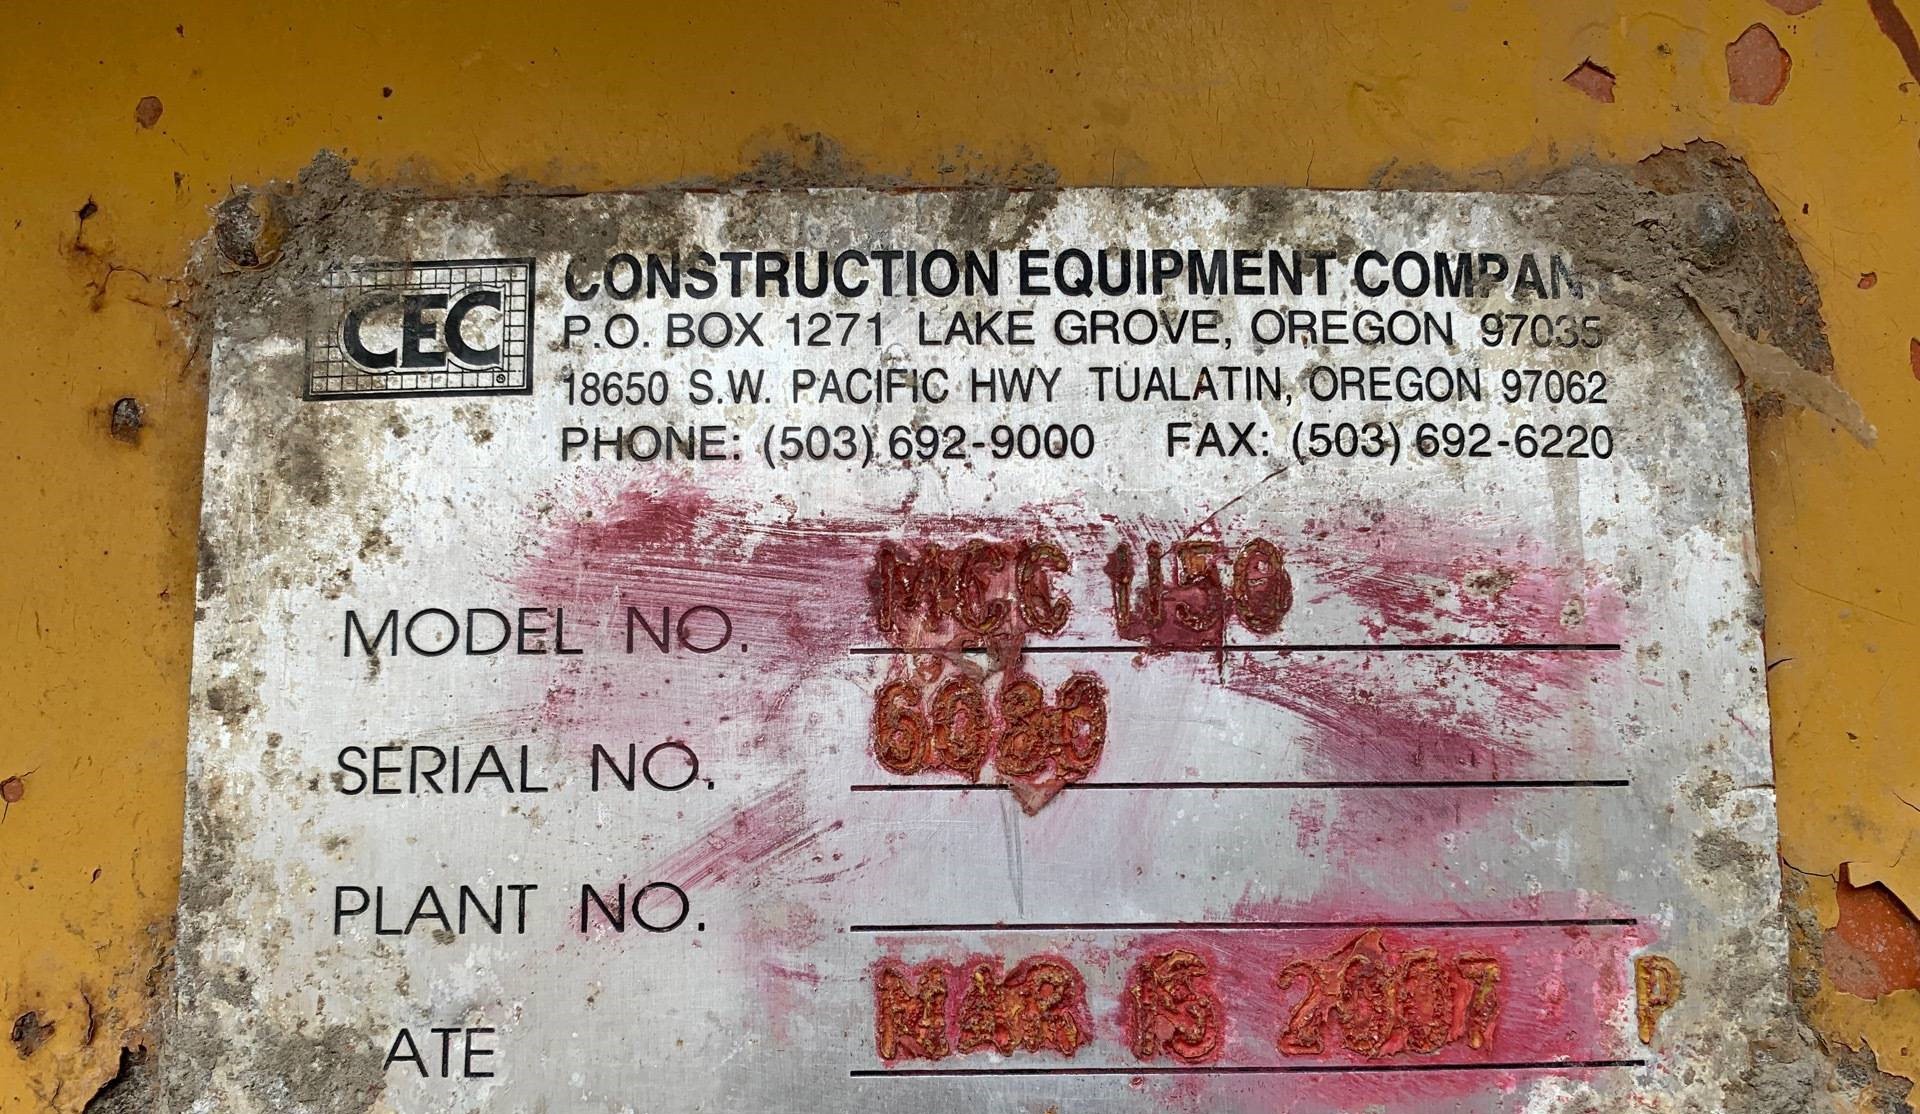 CEC
CONSTRUCTION EQUIPMENT COMPAN
P.O. BOX 1271 LAKE GROVE, OREGON 97035
18650 S.W. PACIFIC HWY TUALATIN, OREGON 97062
PHONE: (503) 692-9000 FAX: (503) 692-6220
MODEL NO. MCC 1150
SERIAL NO. 6080
PLANT NO.
ATE MAR 15 2007 P